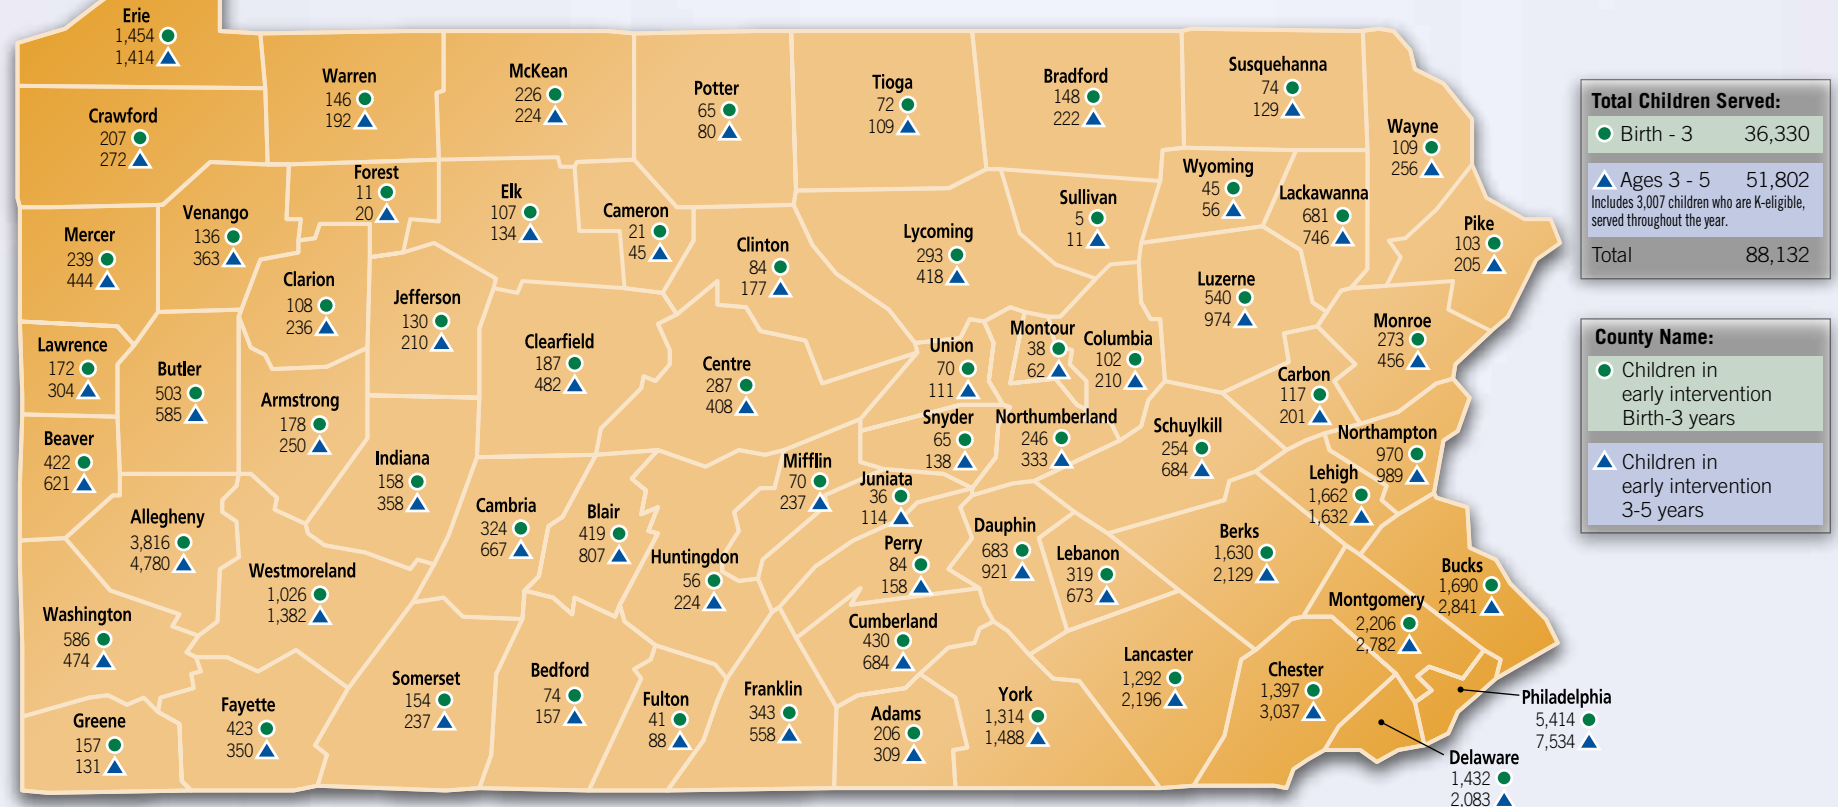 Erie
1,454
1,414
Crawford
207
272
Warren
146
192
McKean
226
224
Potter
65
80
Tioga
72
109
Bradford
148
222
Susquehanna
74
129
Wayne
109
256
Forest
11
20
Elk
107
134
Cameron
21
45
Venango
136
363
Mercer
239
444
Clarion
108
236
Jefferson
130
210
Clinton
84
177
Lycoming
293
418
Sullivan
5
11
Wyoming
45
56
Lackawanna
681
746
Pike
103
205
Luzerne
540
974
Monroe
273
456
Lawrence
172
304
Butler
503
585
Armstrong
178
250
Clearfield
187
482
Centre
287
408
Union
70
111
Montour
38
62
Columbia
102
210
Carbon
117
201
Snyder
65
138
Northumberland
246
333
Schuylkill
254
684
Northampton
970
989
Lehigh
1,662
1,632
Beaver
422
621
Indiana
158
358
Cambria
324
667
Blair
419
807
Mifflin
70
237
Juniata
36
114
Huntingdon
56
224
Perry
84
158
Dauphin
683
921
Lebanon
319
673
Berks
1,630
2,129
Bucks
1,690
2,841
Montgomery
2,206
2,782
Allegheny
3,816
4,780
Westmoreland
1,026
1,382
Washington
586
474
Greene
157
131
Fayette
423
350
Somerset
154
237
Bedford
74
157
Fulton
41
88
Franklin
343
558
Cumberland
430
684
Adams
206
309
York
1,314
1,488
Lancaster
1,292
2,196
Chester
1,397
3,037
Philadelphia
5,414
7,534
Delaware
1,432
2,083
Total Children Served:
Birth - 3 36,330
Ages 3 - 5 51,802
Includes 3,007 children who are K-eligible,
served throughout the year.
Total 88,132
County Name:
Children in
early intervention
Birth-3 years
Children in
early intervention
3-5 years